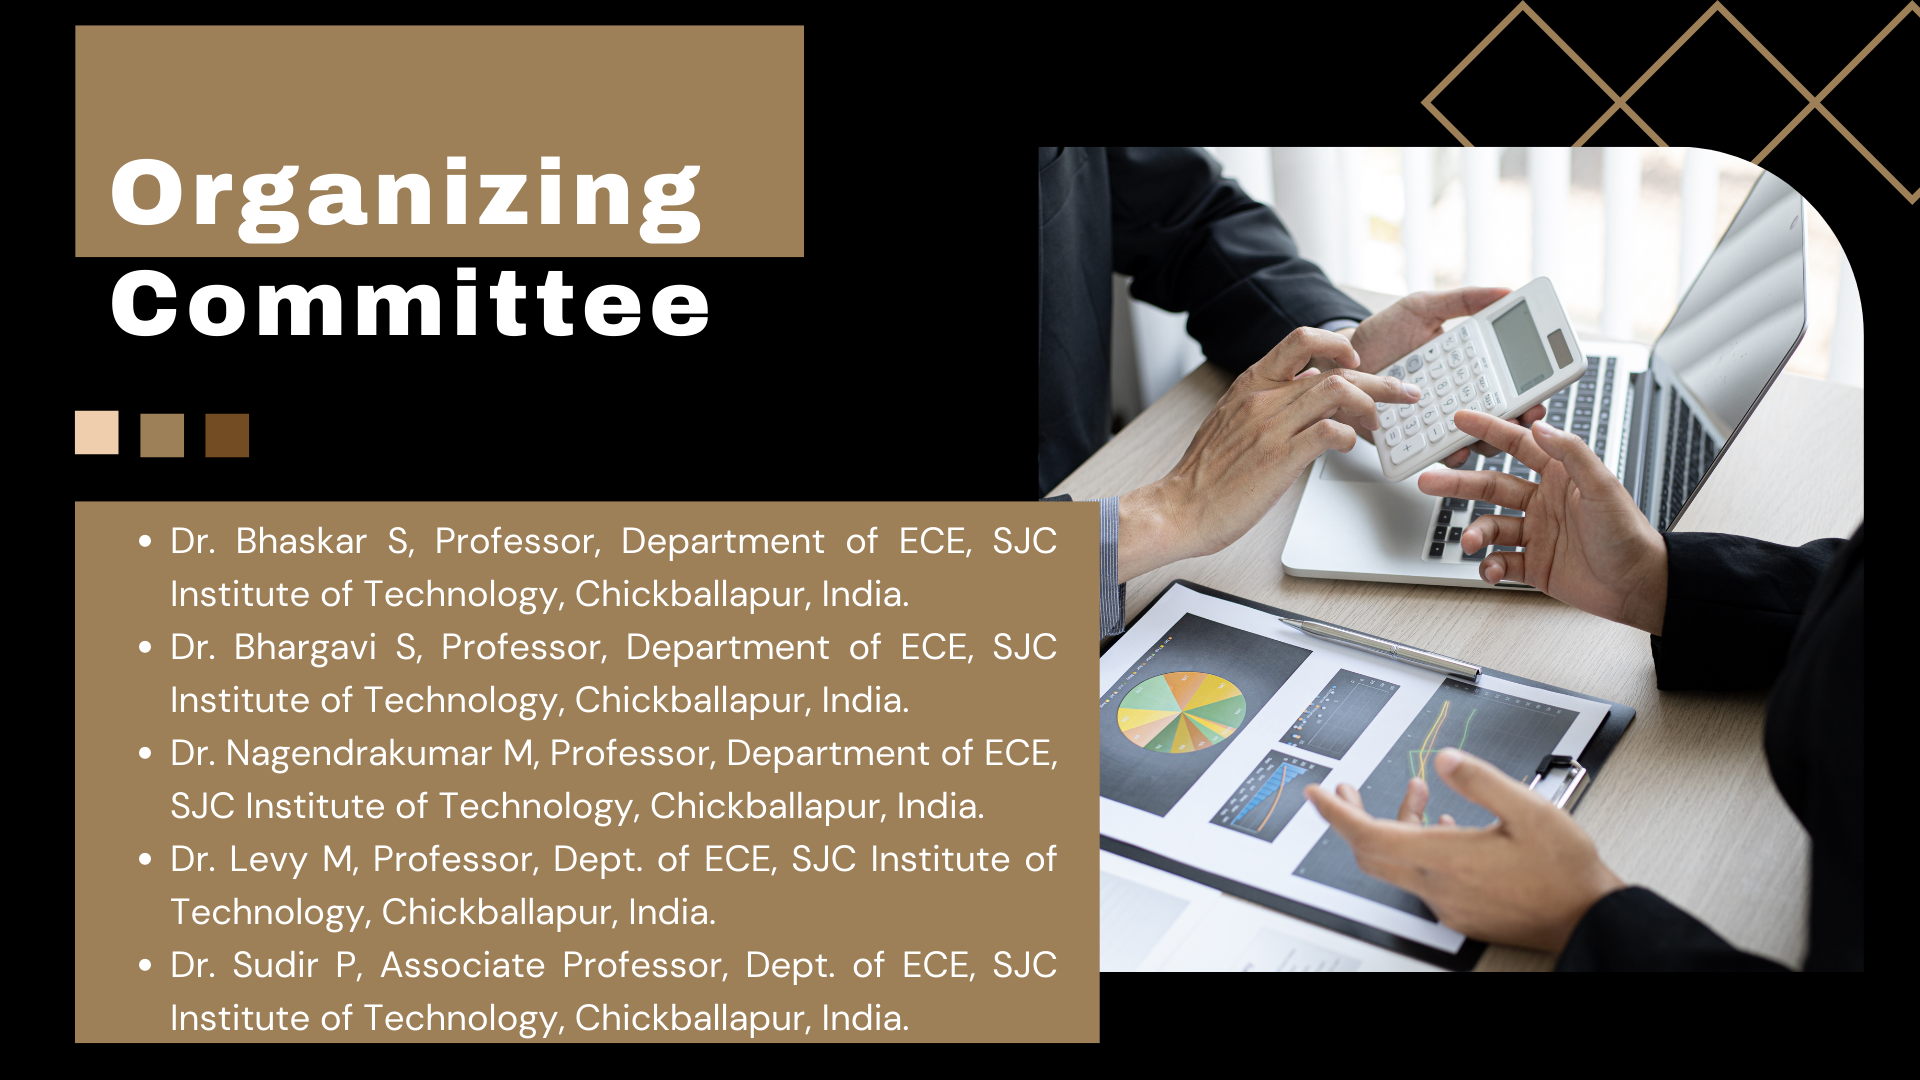 Organizing
Committee
• Dr. Bhaskar S, Professor, Department of ECE, SJC
Institute of Technology, Chickballapur, India.
• Dr. Bhargavi S, Professor, Department of ECE, SJC
Institute of Technology, Chickballapur, India.
• Dr. Nagendrakumar M, Professor, Department of ECE,
SJC Institute of Technology, Chickballapur, India.
• Dr. Levy M, Professor, Dept. of ECE, SJC Institute of
Technology, Chickballapur, India.
• Dr. Sudir P, Associate Professor, Dept. of ECE, SJC
Institute of Technology, Chickballapur, India.